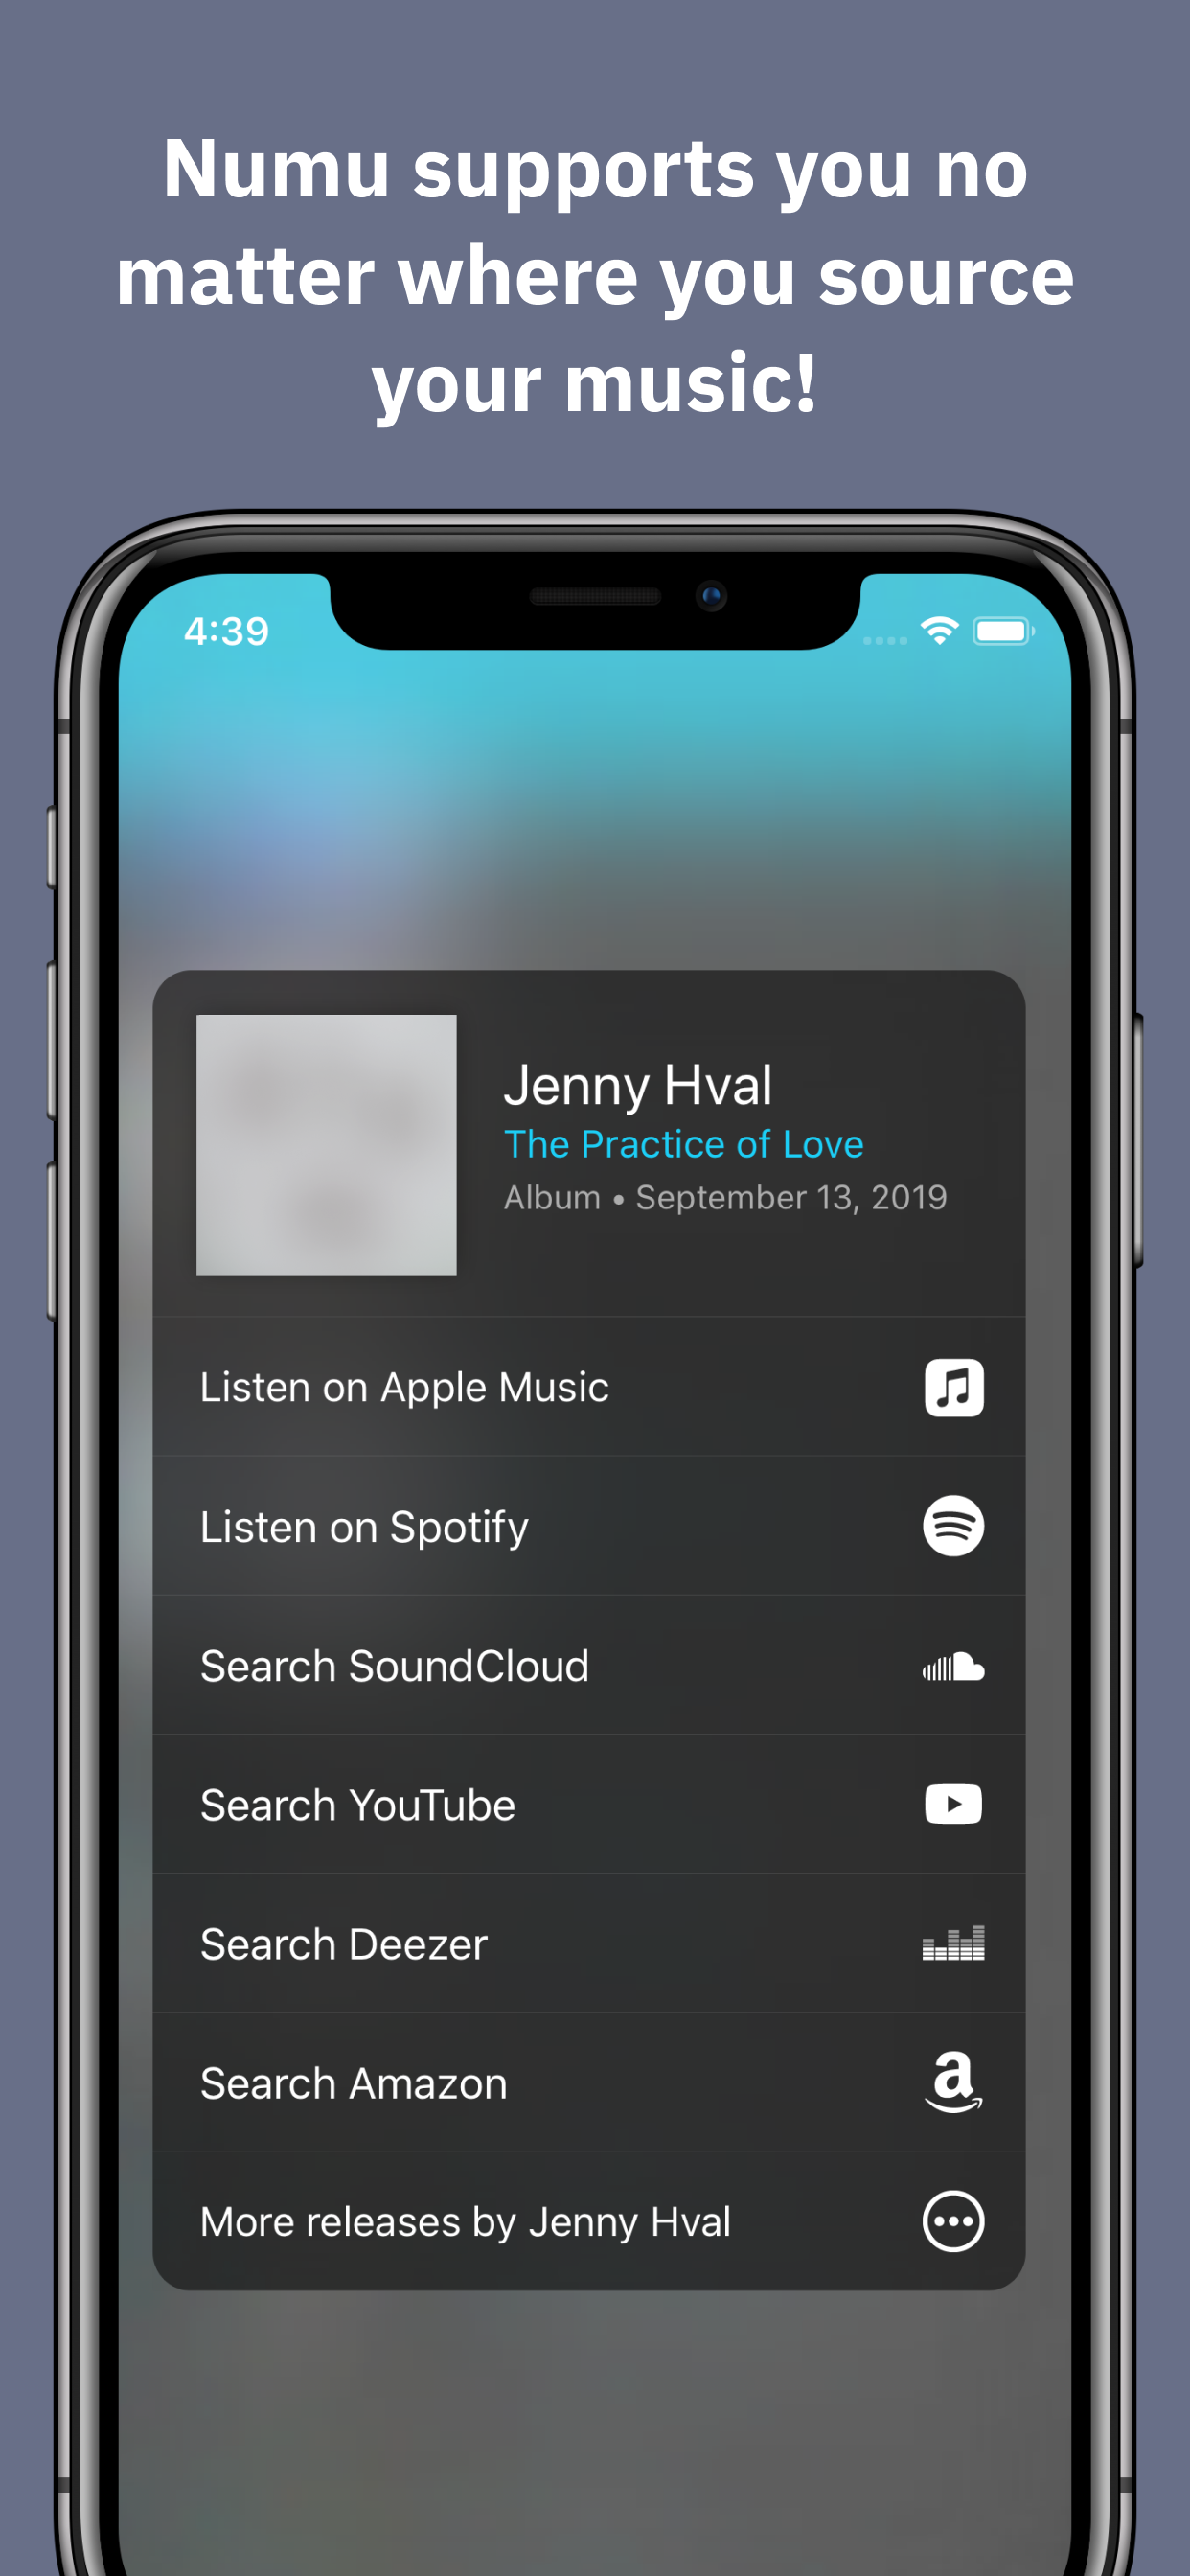 Numu supports you no
matter where you source
your music!
4:39
Jenny Hval
The Practice of Love
Album • September 13, 2019
Listen on Apple Music
Listen on Spotify
Search SoundCloud
Search YouTube
Search Deezer
Search Amazon
More releases by Jenny Hval